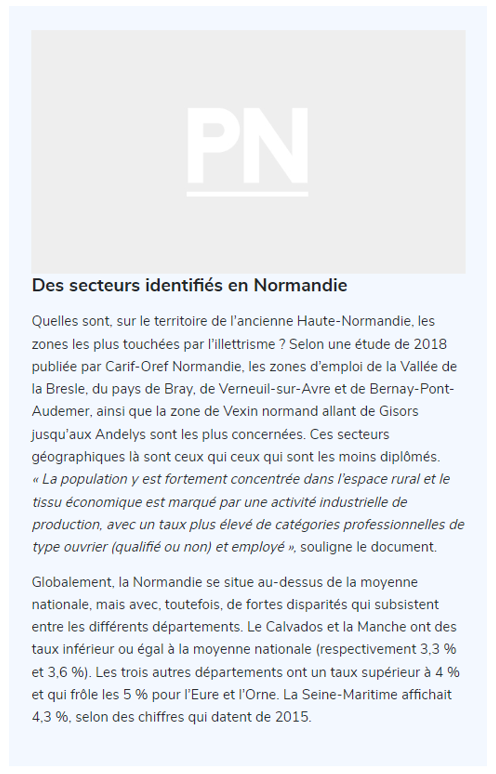 PN
Des secteurs identifiés en Normandie
Quelles sont, sur le territoire de l'ancienne Haute-Normandie, les
zones les plus touchées par l'illettrisme ? Selon une étude de 2018
publiée par Carif-Oref Normandie, les zones d'emploi de la Vallée de
la Bresle, du pays de Bray, de Verneuil-sur-Avre et de Bernay-Pont-
Audemer, ainsi que la zone de Vexin normand allant de Gisors
jusqu'aux Andelys sont les plus concernées. Ces secteurs
géographiques là sont ceux qui ceux qui sont les moins diplômés.
« La population y est fortement concentrée dans l'espace rural et le
tissu économique est marqué par une activité industrielle de
production, avec un taux plus élevé de catégories professionnelles de
type ouvrier (qualifié ou non) et employé », souligne le document.
Globalement, la Normandie se situe au-dessus de la moyenne
nationale, mais avec, toutefois, de fortes disparités qui subsistent
entre les différents départements. Le Calvados et la Manche ont des
taux inférieur ou égal à la moyenne nationale (respectivement 3,3 %
et 3,6 %). Les trois autres départements ont un taux supérieur à 4 %
et qui frôle les 5 % pour l'Eure et l'Orne. La Seine-Maritime affichait
4,3 %, selon des chiffres qui datent de 2015.